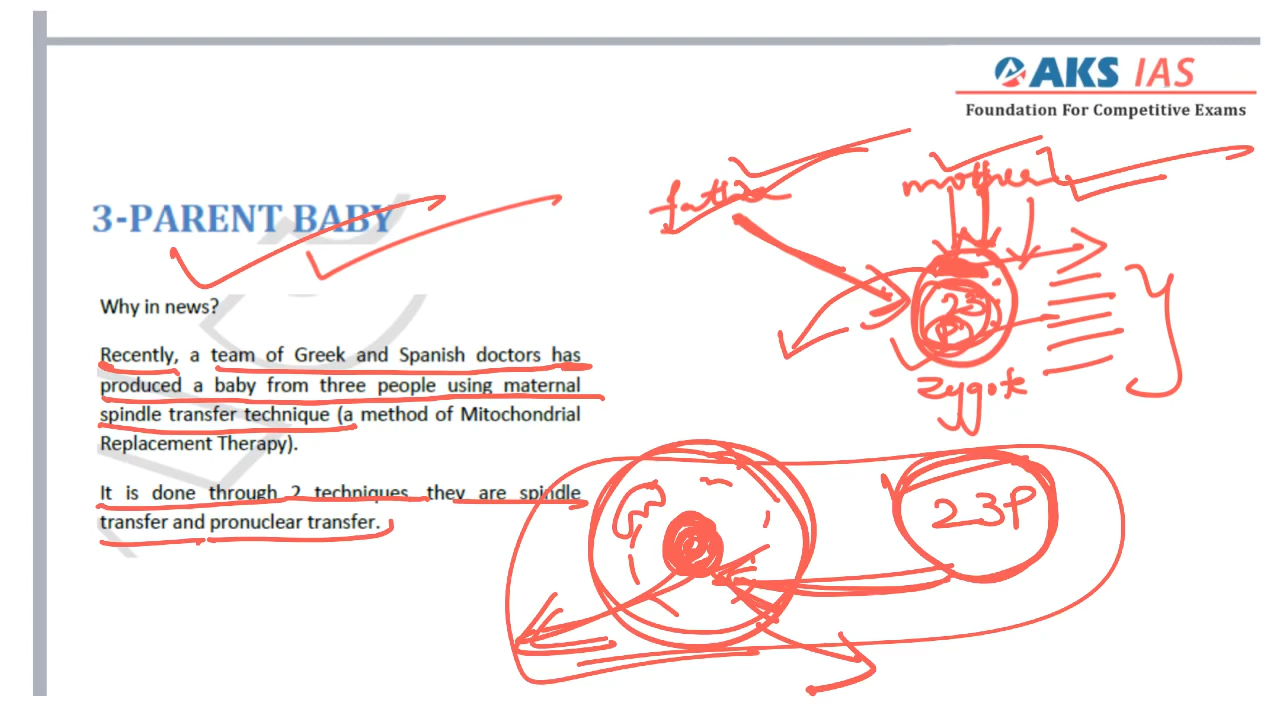 AKS IAS
Foundation For Competitive Exams
father
mother
3-PARENT BABY
23
P
zygote
Why in news?
Recently, a team of Greek and Spanish doctors has
produced a baby from three people using maternal
spindle transfer technique (a method of Mitochondrial
Replacement Therapy).
It is done through 2 techniques, they are spindle
transfer and pronuclear transfer.
23P